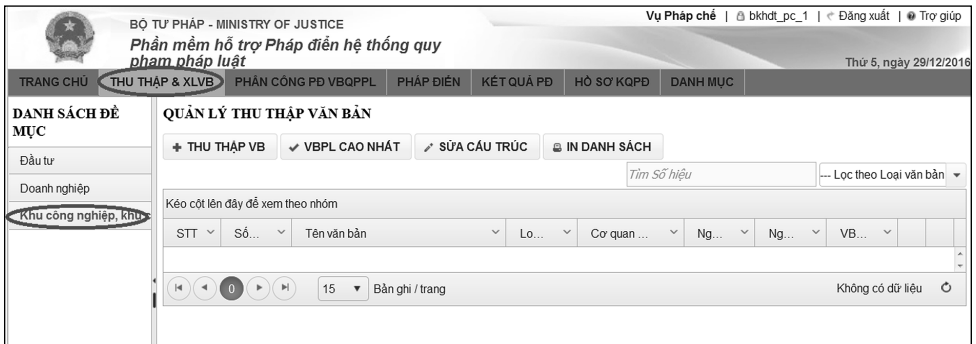 BỘ TƯ PHÁP - MINISTRY OF JUSTICE
Vụ Pháp chế | bkhdt_pc_1 | Đăng xuất | Trợ giúp
Phần mềm hỗ trợ Pháp điển hệ thống quy
phạm pháp luật
Thứ 5, ngày 29/12/2016
TRANG CHỦ THU THẬP & XLVB PHÂN CÔNG PĐ VBQPPL PHÁP ĐIỂN KẾT QUẢ PĐ HỒ SƠ KQPĐ DANH MỤC
DANH SÁCH ĐỀ
MỤC
Đầu tư
Doanh nghiệp
Khu công nghiệp, khu
QUẢN LÝ THU THẬP VĂN BẢN
THU THẬP VB VBPL CAO NHẤT SỬA CẤU TRÚC IN DANH SÁCH
Tìm Số hiệu --- Lọc theo Loại văn bản
Kéo cột lên đây để xem theo nhóm
STT Số... Tên văn bản Lo... Cơ quan ... Ng... Ng... VB...
0 15 Bản ghi / trang Không có dữ liệu